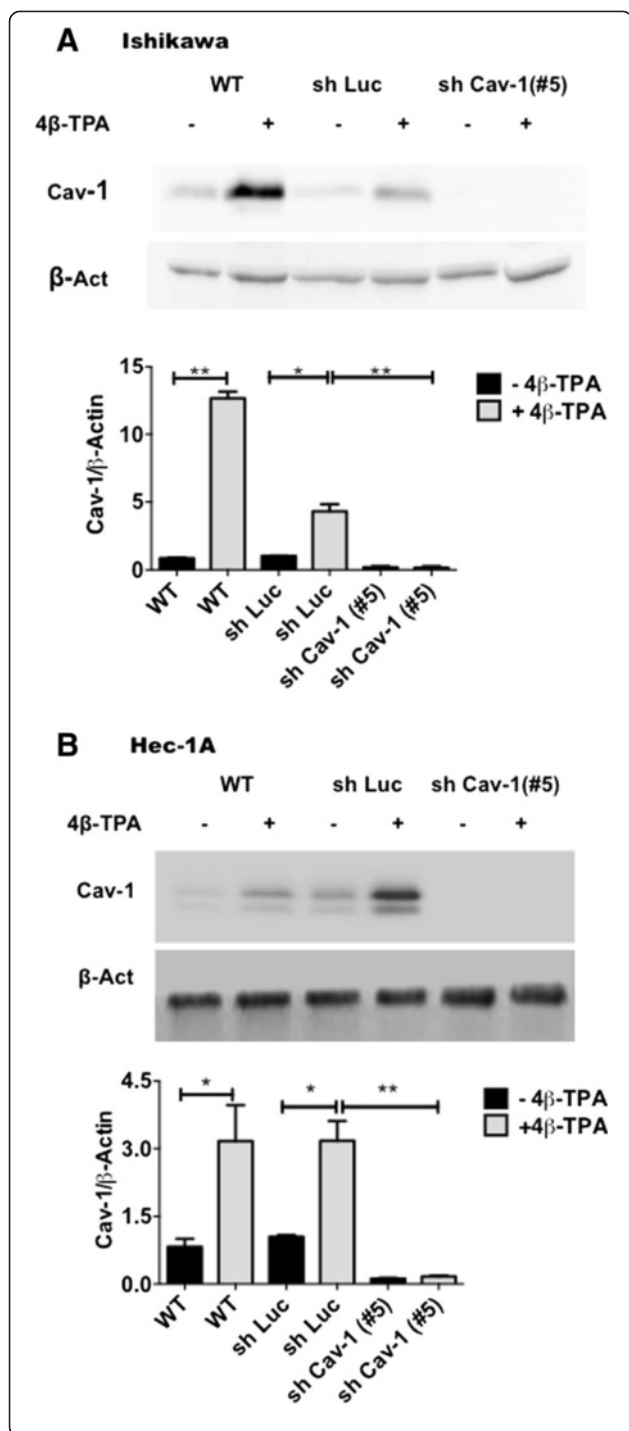 A Ishikawa
WT sh Luc sh Cav-1(#5)
4β-TPA - + - + - +
Cav-1
β-Act
15
10
5
0
Cav-1/β-Actin
** * **
- 4β-TPA
+ 4β-TPA
WT WT sh Luc sh Luc sh Cav-1 (#5) sh Cav-1 (#5)
B Hec-1A
WT sh Luc sh Cav-1(#5)
4β-TPA - + - + - +
Cav-1
β-Act
4.5
3.0
1.5
0.0
Cav-1/β-Actin
* * **
- 4β-TPA
+4β-TPA
WT WT sh Luc sh Luc sh Cav-1 (#5) sh Cav-1 (#5)